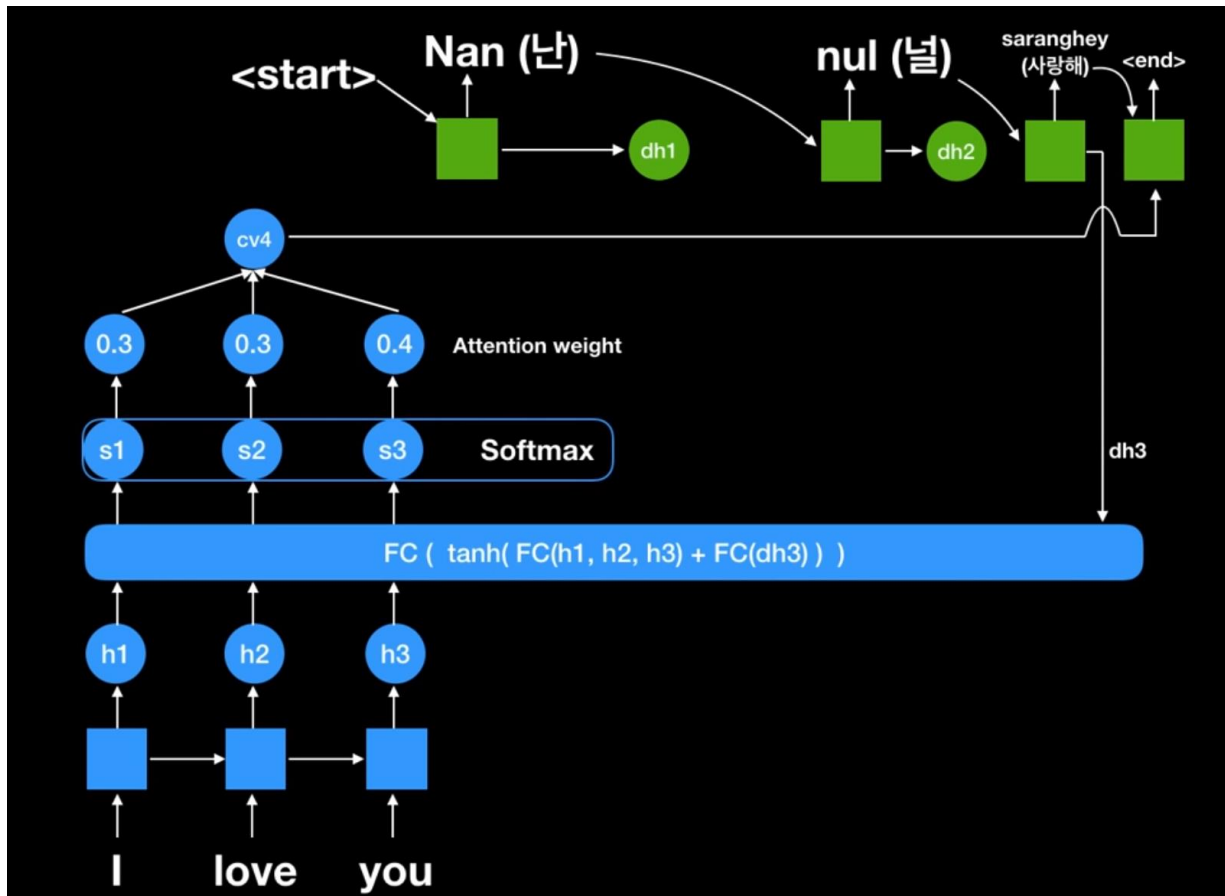 <start>
Nan (난)
nul (널)
saranghey
(사랑해)
<end>
dh1
dh2
cv4
0.3
0.3
0.4
Attention weight
s1
s2
s3
Softmax
dh3
FC ( tanh( FC(h1, h2, h3) + FC(dh3) ) )
h1
h2
h3
I
love
you